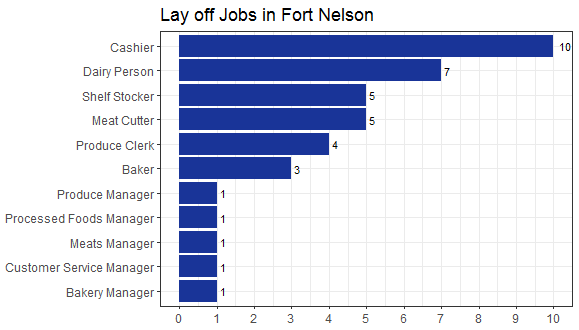 Lay off Jobs in Fort Nelson
Cashier 10
Dairy Person 7
Shelf Stocker 5
Meat Cutter 5
Produce Clerk 4
Baker 3
Produce Manager 1
Processed Foods Manager 1
Meats Manager 1
Customer Service Manager 1
Bakery Manager 1
0 1 2 3 4 5 6 7 8 9 10